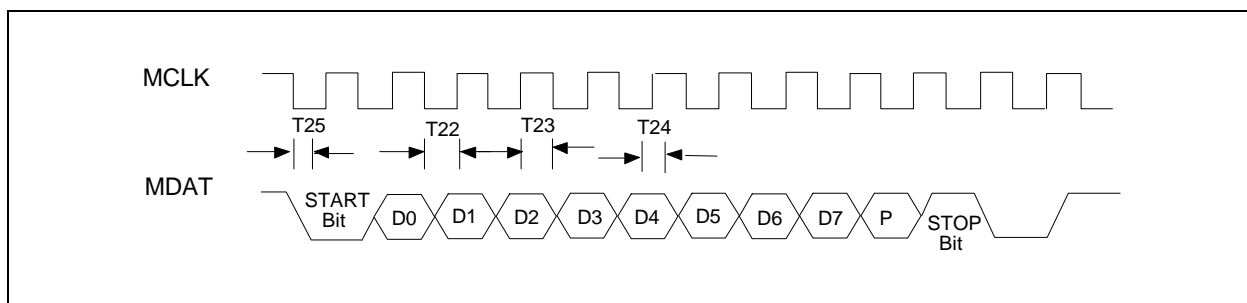 MCLK
T25
T22
T23
T24
MDAT
START
Bit
D0
D1
D2
D3
D4
D5
D6
D7
P
STOP
Bit